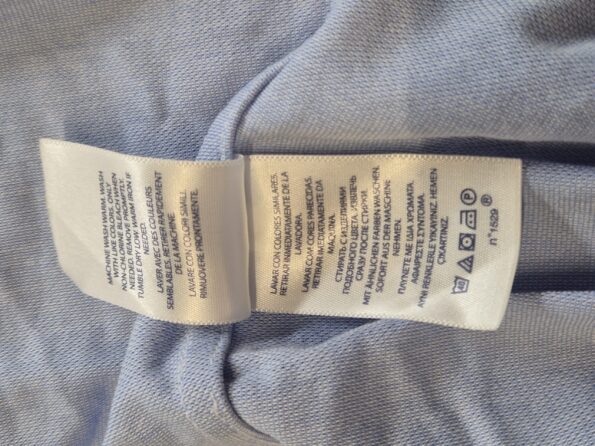 MACHINE WASH WARM. WASH
WITH LIKE COLORS. ONLY
NON-CHLORINE BLEACH WHEN
NEEDED. REMOVE PROMPTLY.
TUMBLE DRY LOW. WARM IRON IF
NEEDED.
LAVER AVEC DES COULEURS
SEMBLABLES. RETIRER RAPIDEMENT
DE LA MACHINE
LAVARE CON COLORI SIMILI.
RIMUOVERE PRONTAMENTE.
LAVAR CON COLORES SIMILARES.
RETIRAR INMEDIATAMENTE DE LA
LAVADORA.
LAVAR COM CORES PARECIDAS.
RETIRAR IMEDIATAMENTE DA
MAQUINA.
СТИРАТЬ С ИЗДЕЛИЯМИ
ПОДОБНОГО ЦВЕТА. ИЗВЛЕЧЬ
СРАЗУ ПОСЛЕ СТИРКИ.
MIT ÄHNLICHEN FARBEN WASCHEN.
SOFORT AUS DER MASCHINE
NEHMEN.
ΠΛΥΝΕΤΕ ΜΕ ΙΔΙΑ ΧΡΩΜΑΤΑ.
ΑΦΑΙΡΕΣΤΕ ΣΥΝΤΟΜΑ.
AYNI RENKLERLE YIKAYINIZ. HEMEN
ÇIKARTINIZ.
n°1529 ®